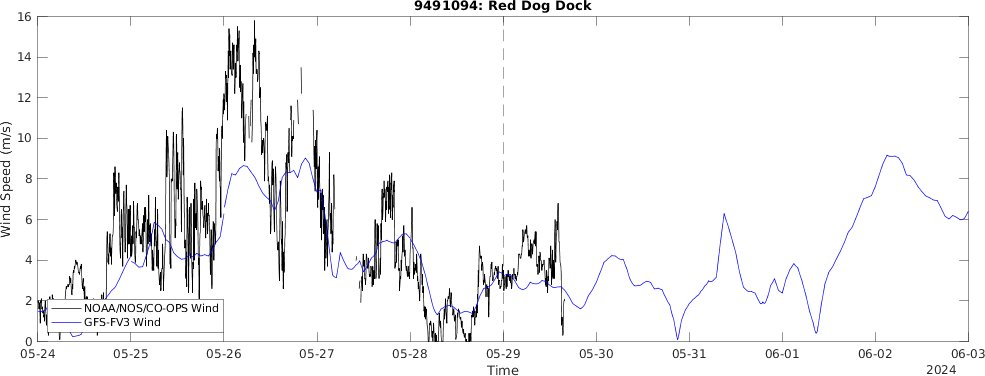 9491094: Red Dog Dock
16
14
12
10
8
6
4
2
0
Wind Speed (m/s)
NOAA/NOS/CO-OPS Wind
GFS-FV3 Wind
05-24 05-25 05-26 05-27 05-28 05-29 05-30 05-31 06-01 06-02 06-03
Time
2024